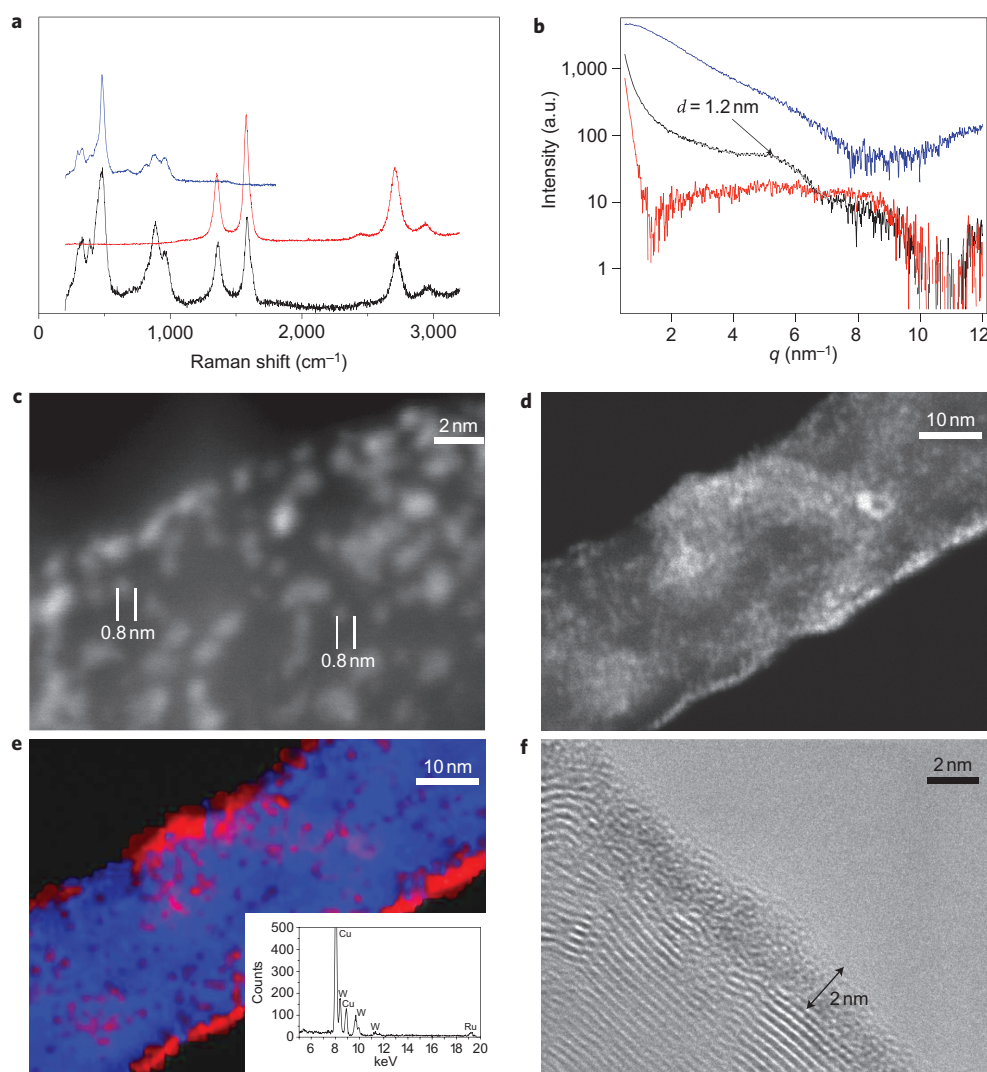 a
b
1,000
100
10
1
Intensity (a.u.)
d = 1.2 nm
0
1,000
2,000
3,000
Raman shift (cm⁻¹)
2
4
6
8
10
12
q (nm⁻¹)
c
2 nm
0.8 nm
0.8 nm
d
10 nm
e
10 nm
500
400
300
200
100
0
Counts
Cu
W
Cu
W
W
Ru
6 8 10 12 14 16 18 20
keV
f
2 nm
2 nm